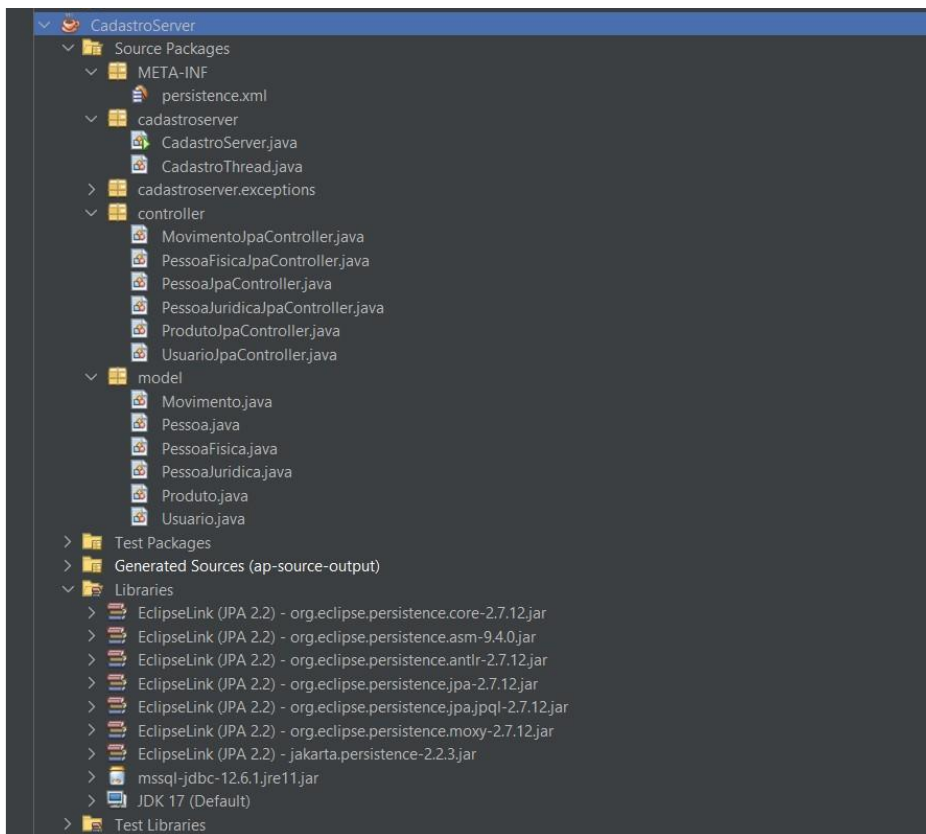 CadastroServer
Source Packages
META-INF
persistence.xml
cadastroserver
CadastroServer.java
CadastroThread.java
cadastroserver.exceptions
controller
MovimentoJpaController.java
PessoaFisicaJpaController.java
PessoaJpaController.java
PessoaJuridicaJpaController.java
ProdutoJpaController.java
UsuarioJpaController.java
model
Movimento.java
Pessoa.java
PessoaFisica.java
PessoaJuridica.java
Produto.java
Usuario.java
Test Packages
Generated Sources (ap-source-output)
Libraries
EclipseLink (JPA 2.2) - org.eclipse.persistence.core-2.7.12.jar
EclipseLink (JPA 2.2) - org.eclipse.persistence.asm-9.4.0.jar
EclipseLink (JPA 2.2) - org.eclipse.persistence.antlr-2.7.12.jar
EclipseLink (JPA 2.2) - org.eclipse.persistence.jpa-2.7.12.jar
EclipseLink (JPA 2.2) - org.eclipse.persistence.jpa.jpql-2.7.12.jar
EclipseLink (JPA 2.2) - org.eclipse.persistence.moxy-2.7.12.jar
EclipseLink (JPA 2.2) - jakarta.persistence-2.2.3.jar
mssql-jdbc-12.6.1.jre11.jar
JDK 17 (Default)
Test Libraries